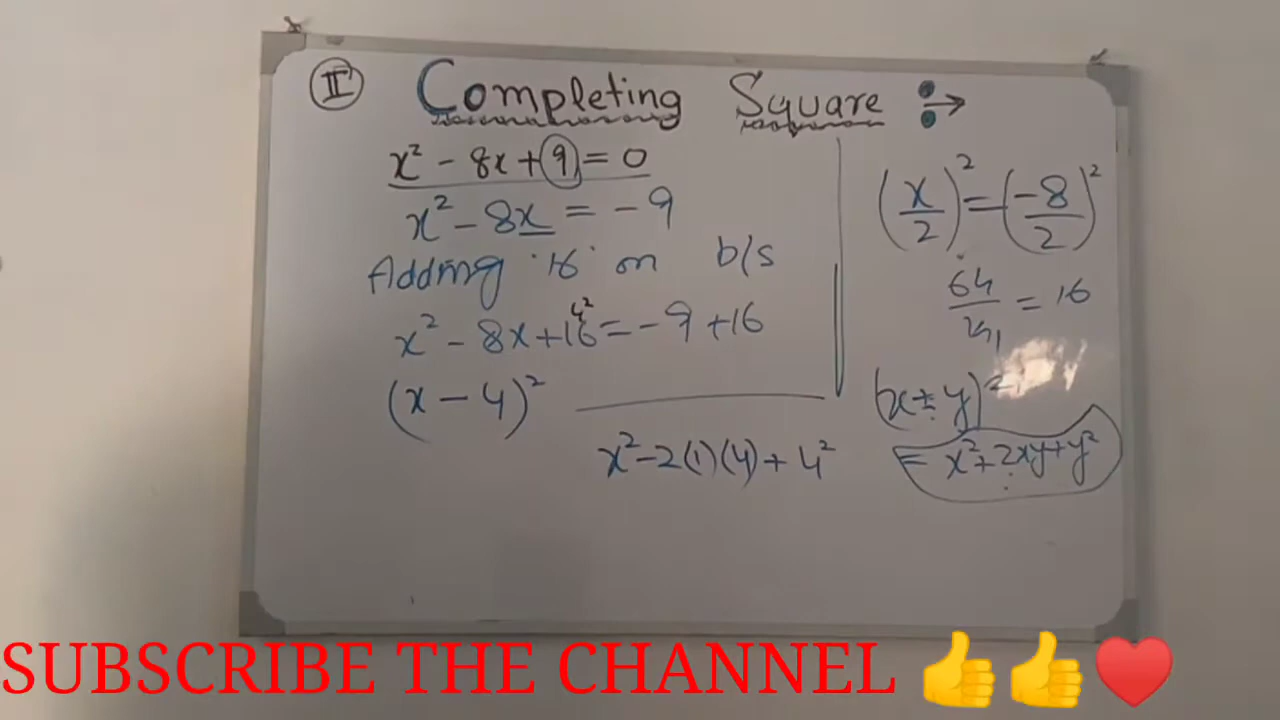 II Completing Square :→
x² - 8x + 9 = 0
x² - 8x = -9
Adding 16 on b/s
x² - 8x + 16 = -9 + 16
4²
(x - 4)²
x² - 2(1)(4) + 4²
(x/2)² = (-8/2)²
64/4 1 = 16
(x ± y)²
= x² + 2xy + y²
SUBSCRIBE THE CHANNEL 👍👍❤️